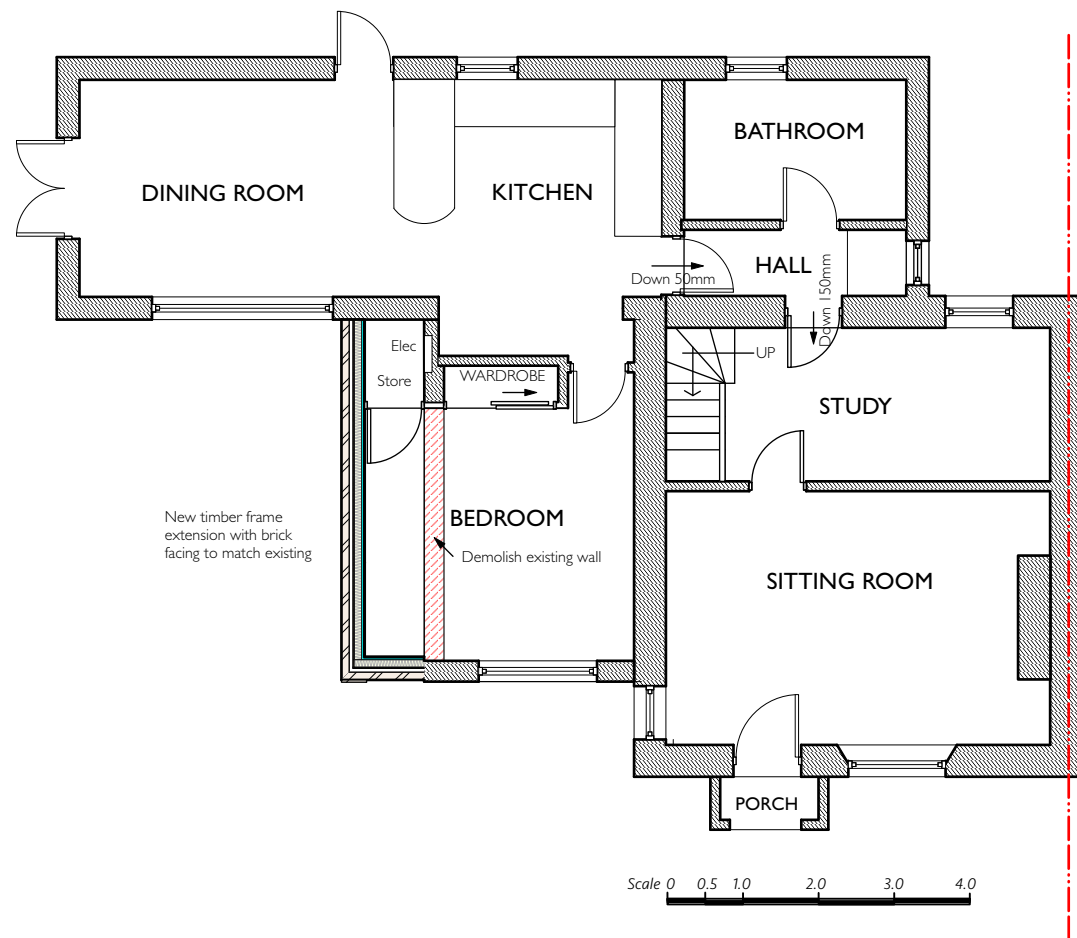 BATHROOM
DINING ROOM
KITCHEN
HALL
Down 50mm
Down 150mm
Elec
UP
Store
WARDROBE
STUDY
BEDROOM
New timber frame
extension with brick
facing to match existing
Demolish existing wall
SITTING ROOM
PORCH
Scale 0 0.5 1.0 2.0 3.0 4.0